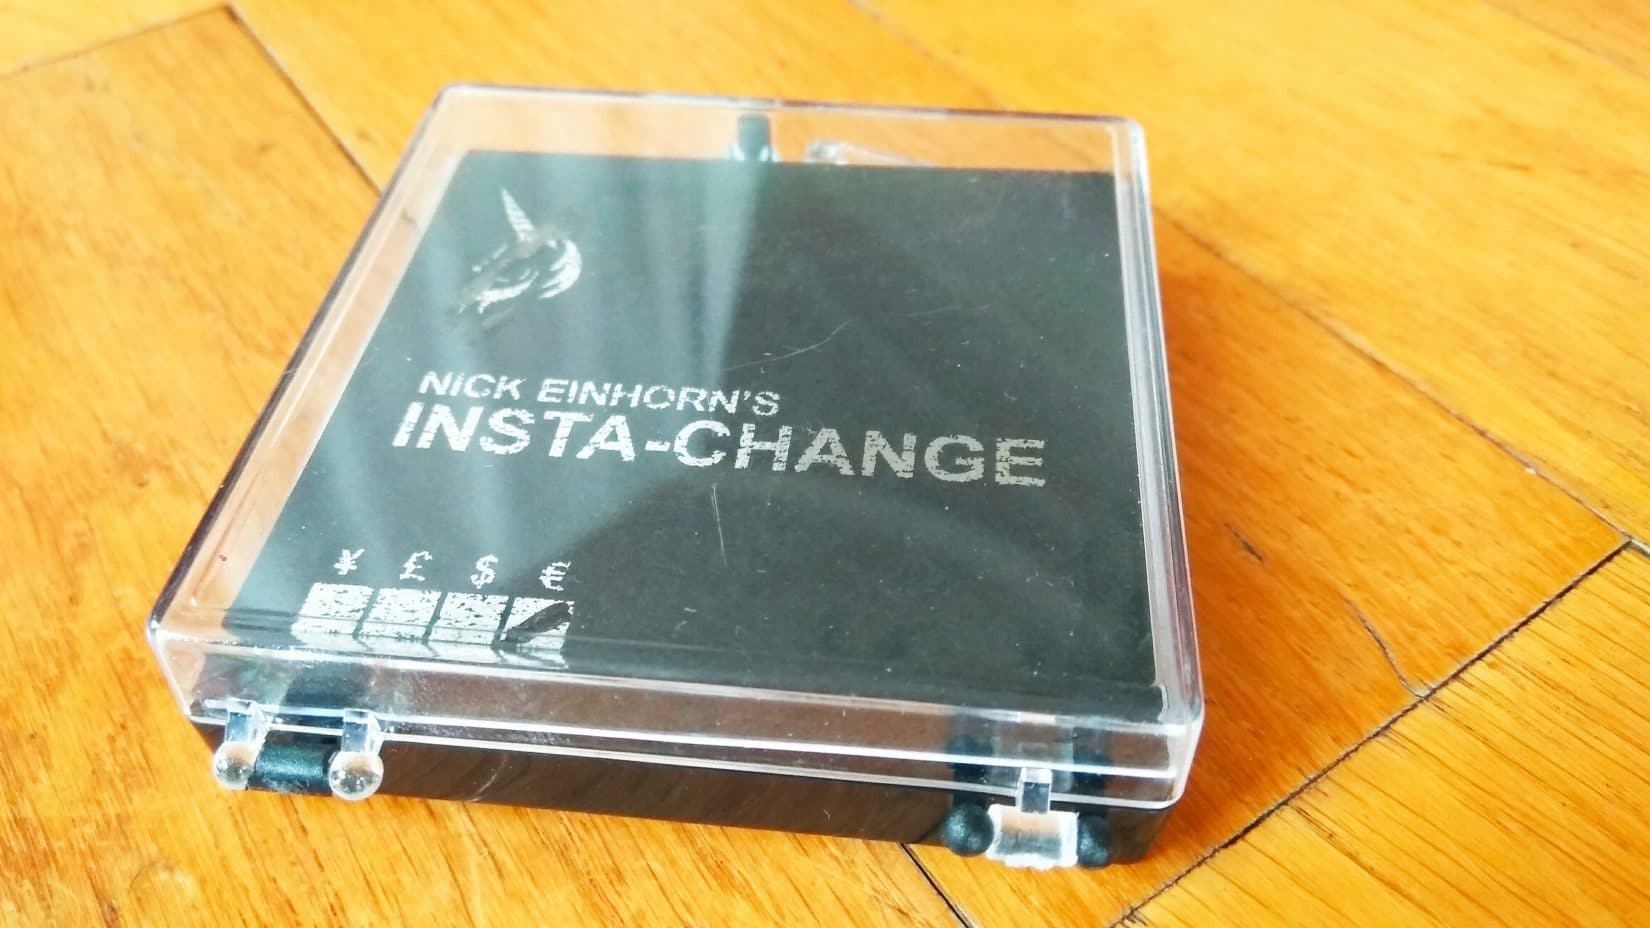 NICK EINHORN'S
INSTA-CHANGE
¥ £ $ €